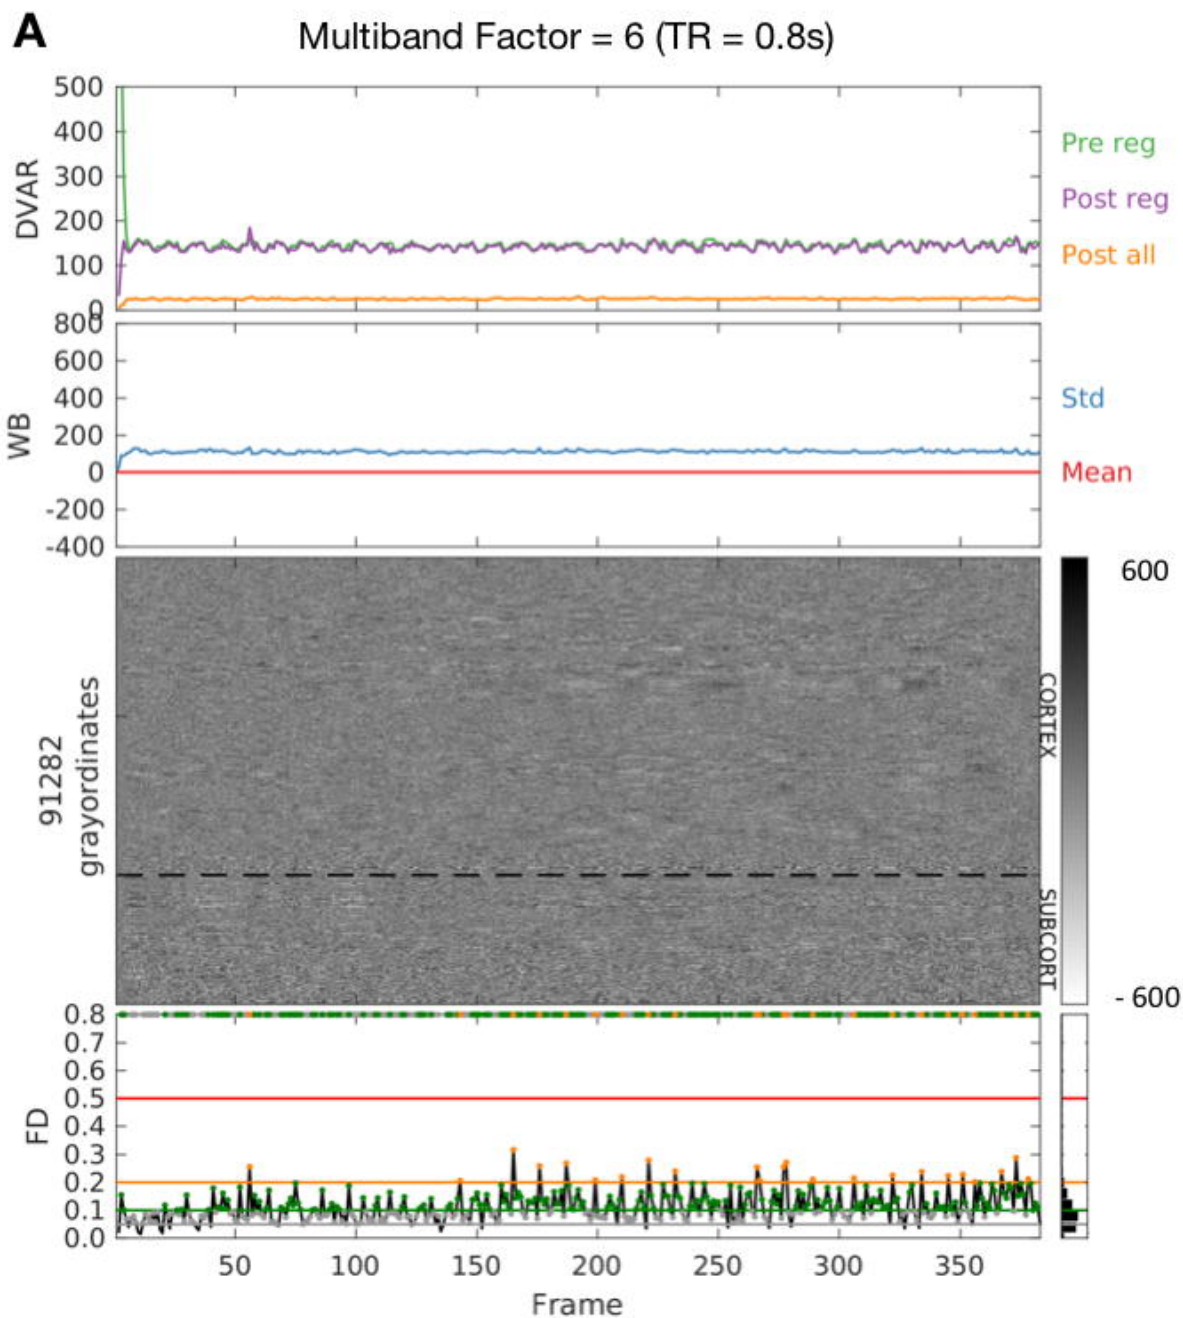 A
Multiband Factor = 6 (TR = 0.8s)
500
400
300
200
100
0
DVAR
Pre reg
Post reg
Post all
800
600
400
200
0
-200
-400
WB
Std
Mean
91282
grayordinates
CORTEX
SUBCORT
600
- 600
0.8
0.7
0.6
0.5
0.4
0.3
0.2
0.1
0.0
FD
50 100 150 200 250 300 350
Frame